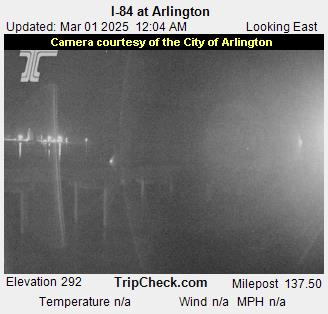 I-84 at Arlington
Updated: Mar 01 2025 12:04 AM Looking East
Camera courtesy of the City of Arlington
Elevation 292 TripCheck.com Milepost 137.50
Temperature n/a Wind n/a MPH n/a